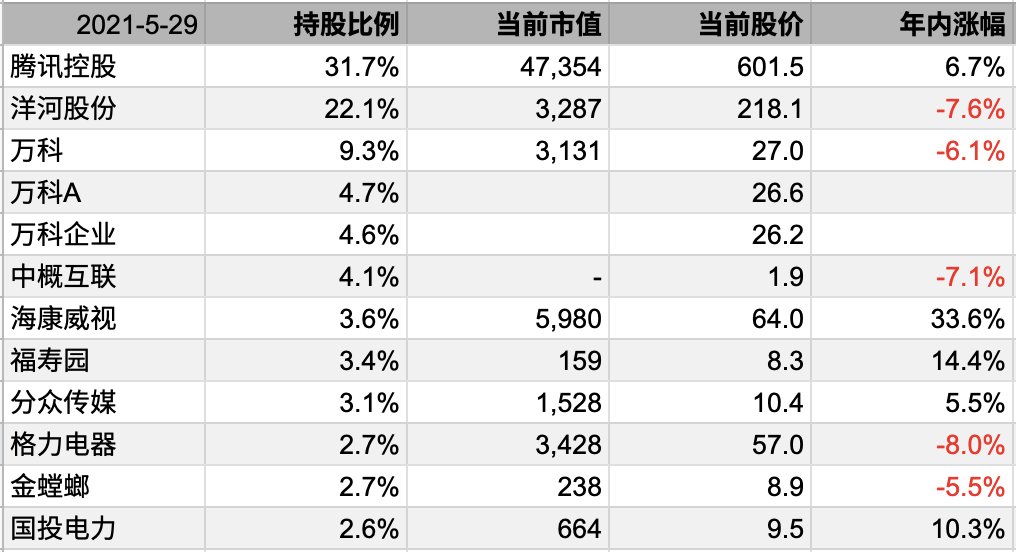 2021-5-29 持股比例 当前市值 当前股价 年内涨幅
腾讯控股 31.7% 47,354 601.5 6.7%
洋河股份 22.1% 3,287 218.1 -7.6%
万科 9.3% 3,131 27.0 -6.1%
万科A 4.7% 26.6
万科企业 4.6% 26.2
中概互联 4.1% - 1.9 -7.1%
海康威视 3.6% 5,980 64.0 33.6%
福寿园 3.4% 159 8.3 14.4%
分众传媒 3.1% 1,528 10.4 5.5%
格力电器 2.7% 3,428 57.0 -8.0%
金螳螂 2.7% 238 8.9 -5.5%
国投电力 2.6% 664 9.5 10.3%